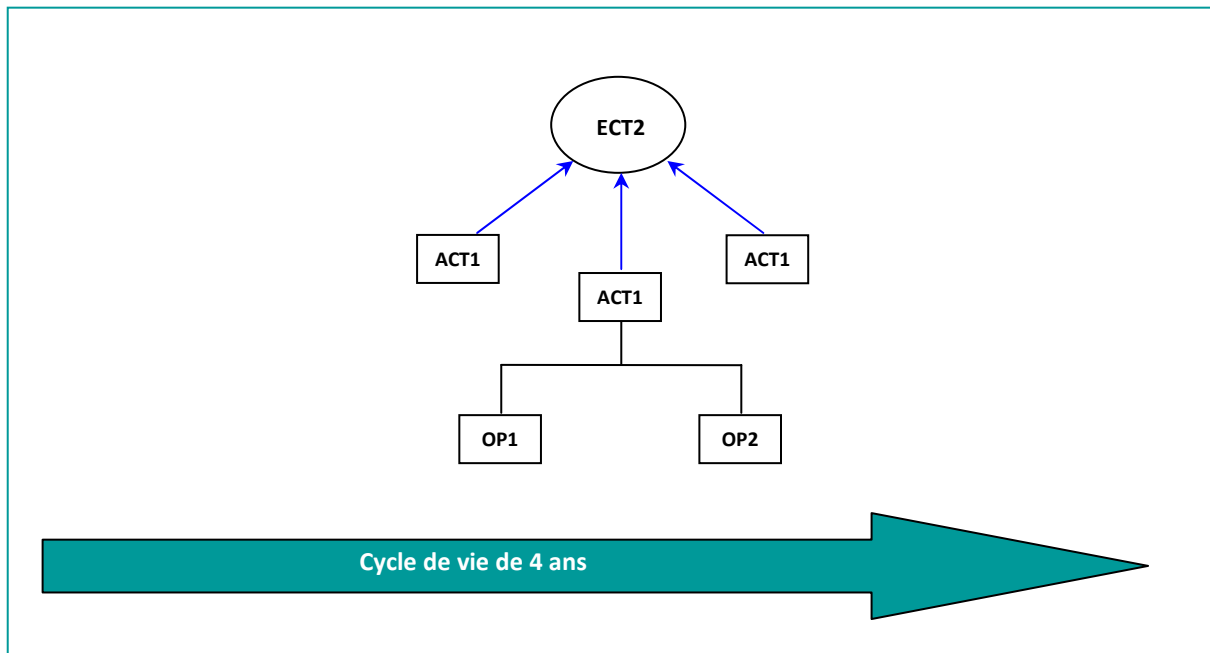 ECT2
ACT1
ACT1
ACT1
OP1
OP2
Cycle de vie de 4 ans